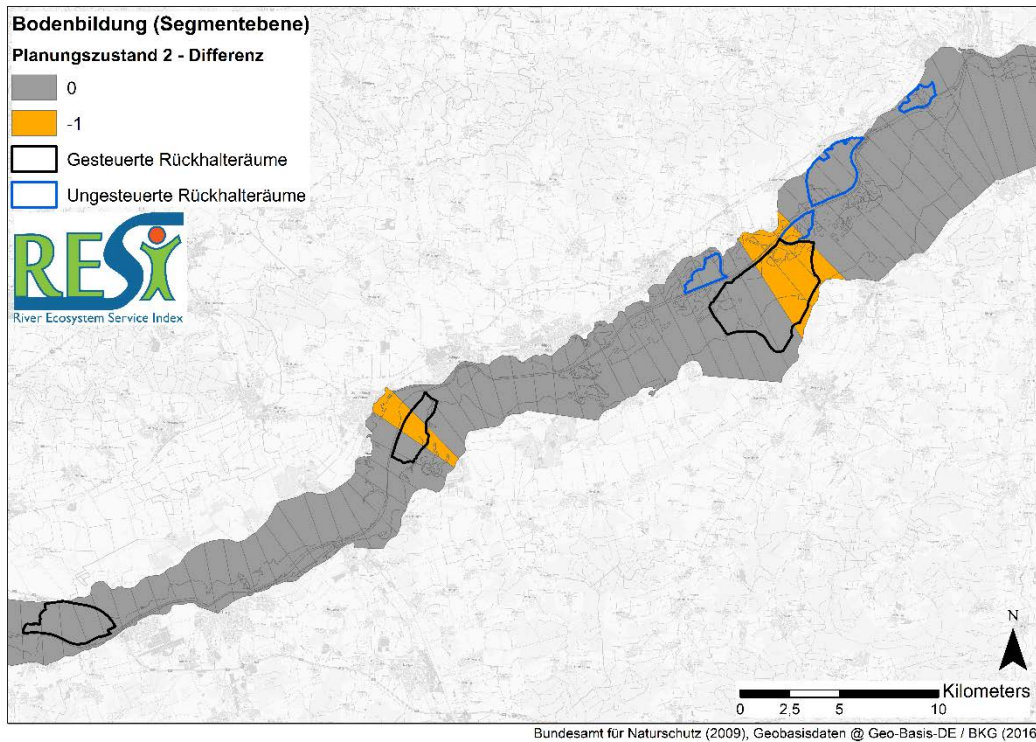 Bodenbildung (Segmentebene)
Planungszustand 2 - Differenz
0
-1
Gesteuerte Rückhalteräume
Ungesteuerte Rückhalteräume
RESI
River Ecosystem Service Index
N
Kilometers
0 2,5 5 10
Bundesamt für Naturschutz (2009), Geobasisdaten @ Geo-Basis-DE / BKG (2016